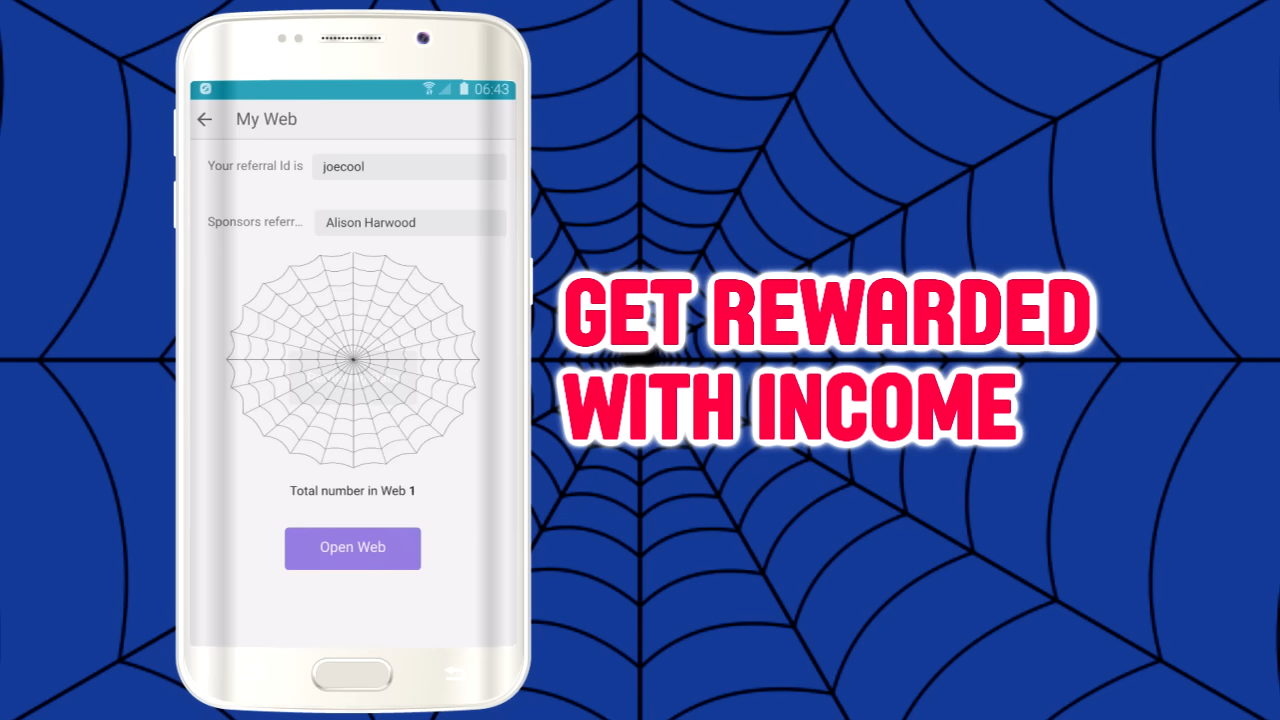 06:43
My Web
Your referral Id is joecool
Sponsors referr... Alison Harwood
Total number in Web 1
Open Web
GET REWARDED
WITH INCOME